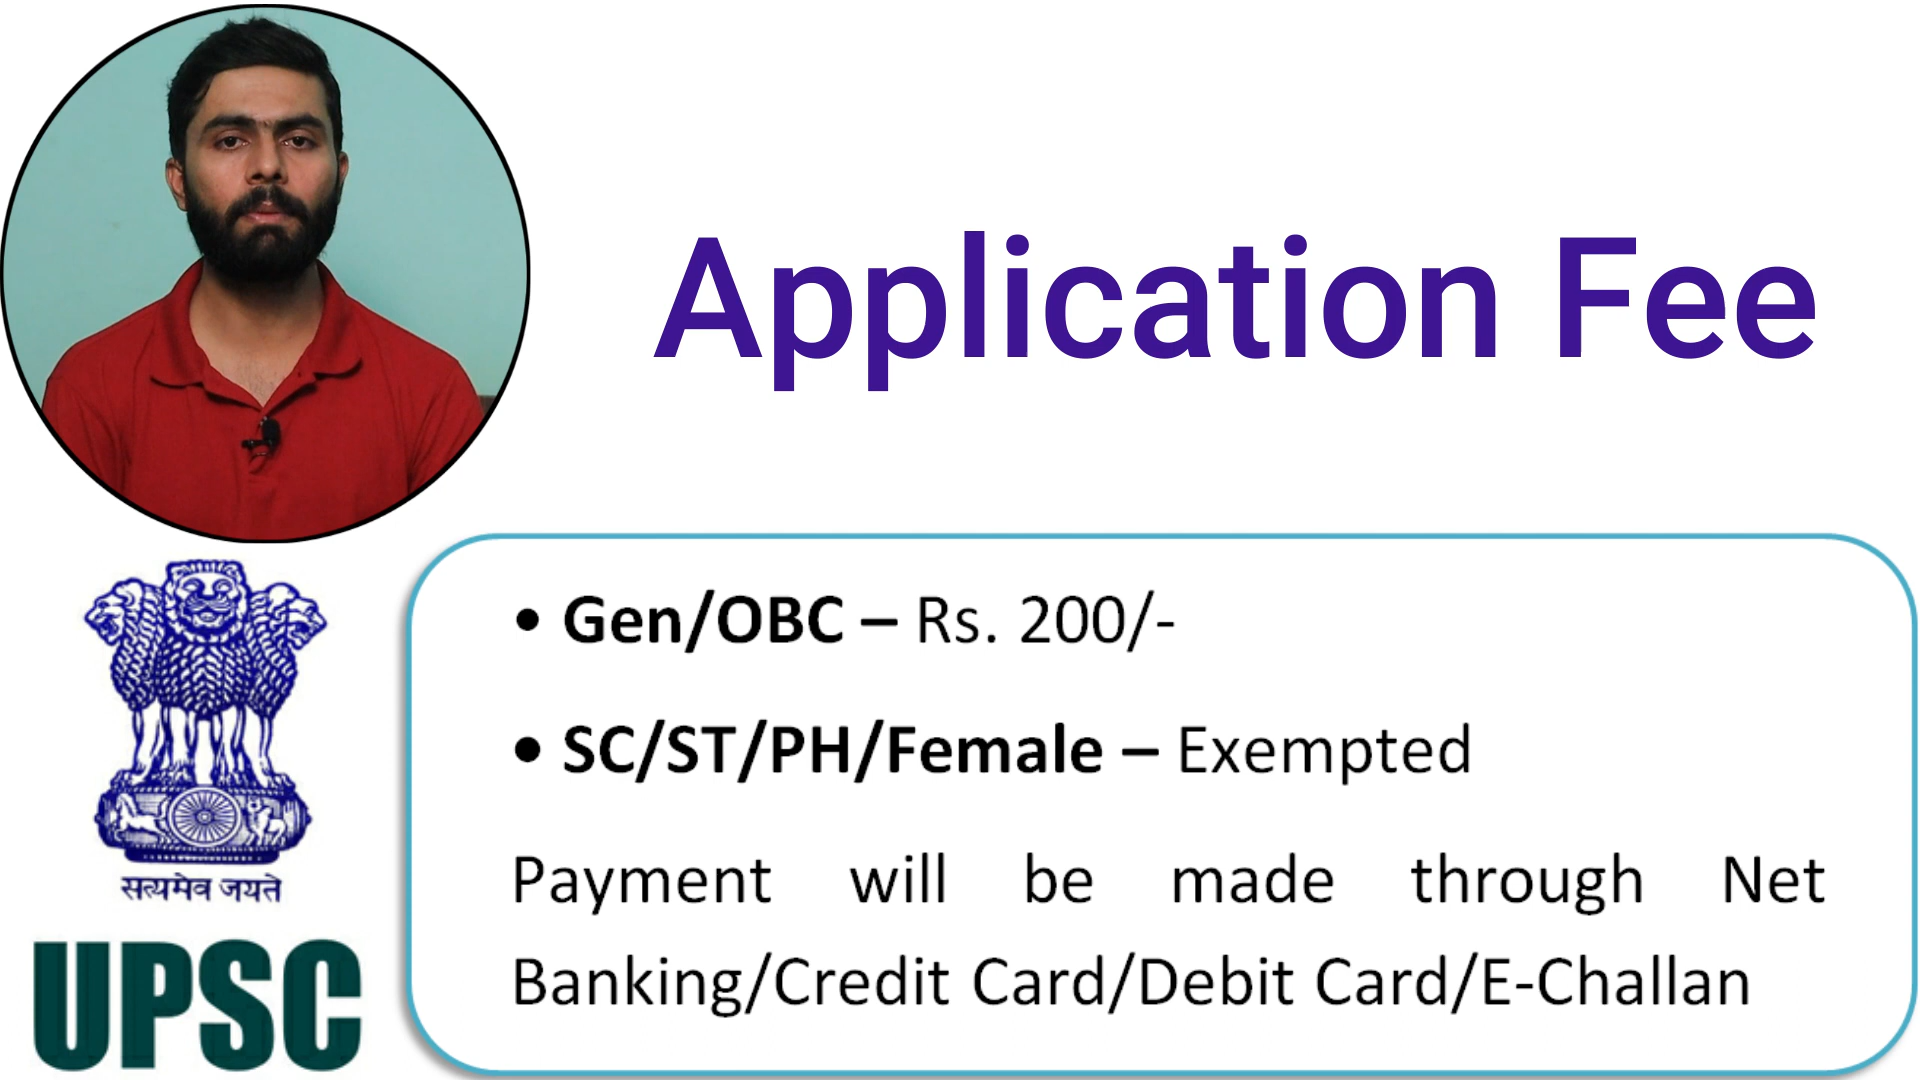 Application Fee
• Gen/OBC – Rs. 200/-
• SC/ST/PH/Female – Exempted
Payment will be made through Net
Banking/Credit Card/Debit Card/E-Challan
सत्यमेव जयते
UPSC